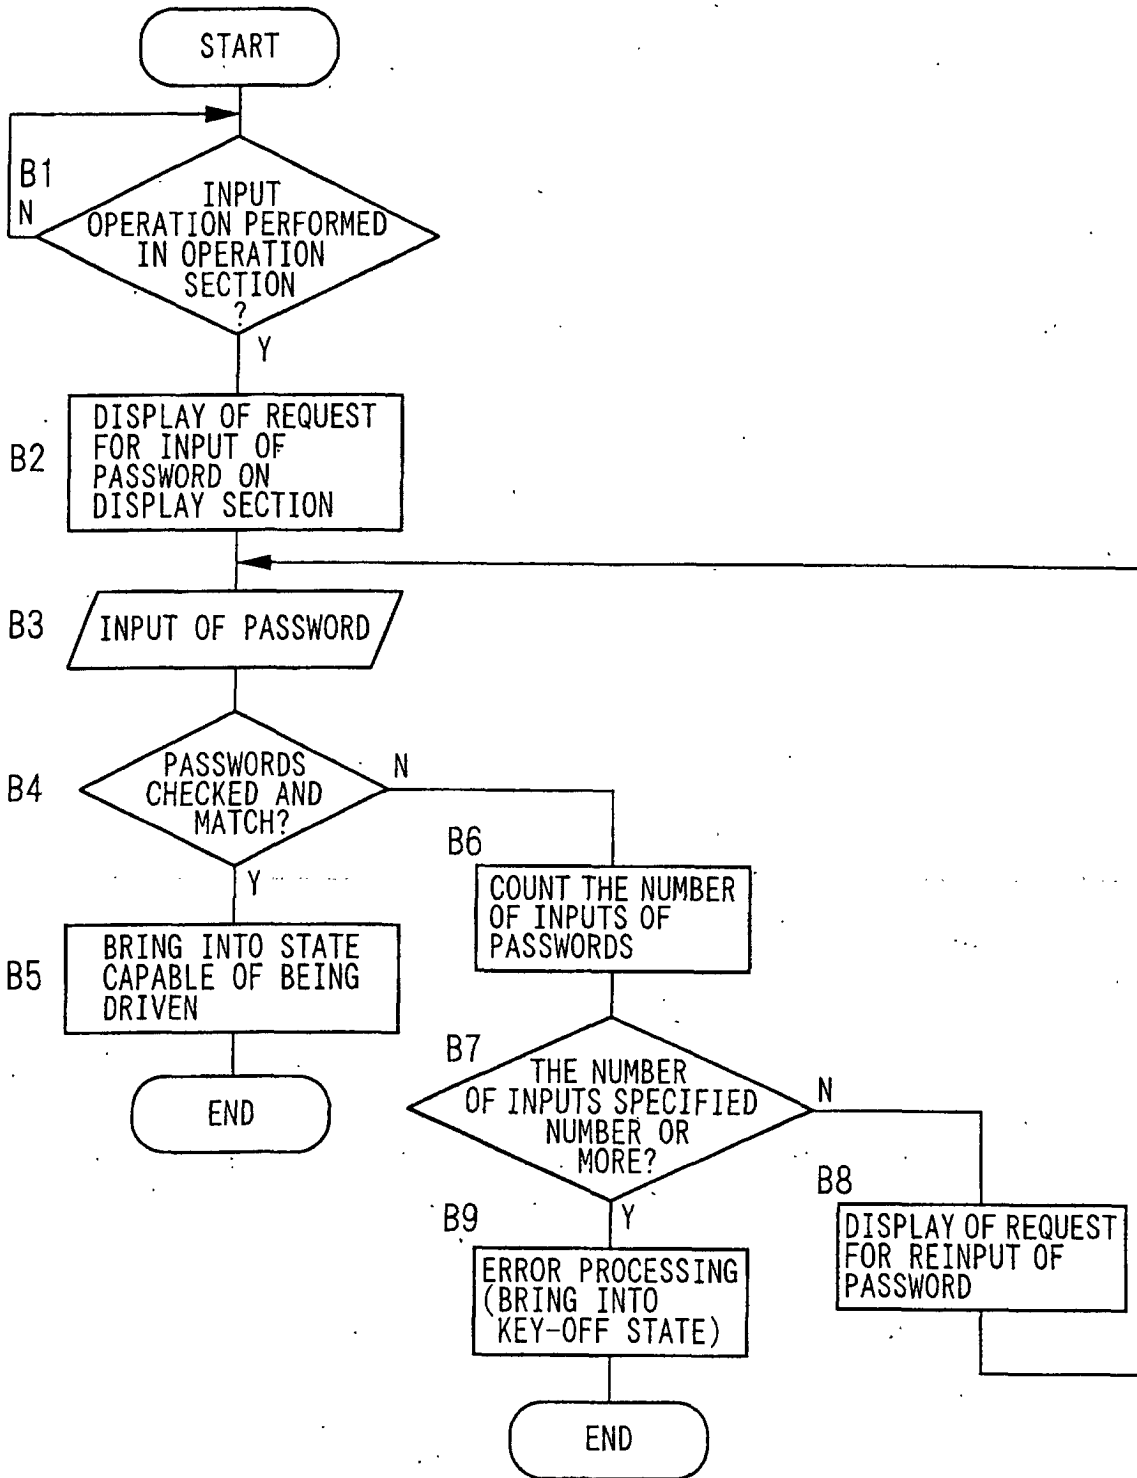 START
B1
N
INPUT
OPERATION PERFORMED
IN OPERATION
SECTION
?
Y
B2
DISPLAY OF REQUEST
FOR INPUT OF
PASSWORD ON
DISPLAY SECTION
B3
INPUT OF PASSWORD
B4
PASSWORDS
CHECKED AND
MATCH?
N
Y
B5
BRING INTO STATE
CAPABLE OF BEING
DRIVEN
END
B6
COUNT THE NUMBER
OF INPUTS OF
PASSWORDS
B7
THE NUMBER
OF INPUTS SPECIFIED
NUMBER OR
MORE?
N
Y
B8
DISPLAY OF REQUEST
FOR REINPUT OF
PASSWORD
B9
ERROR PROCESSING
(BRING INTO
KEY-OFF STATE)
END